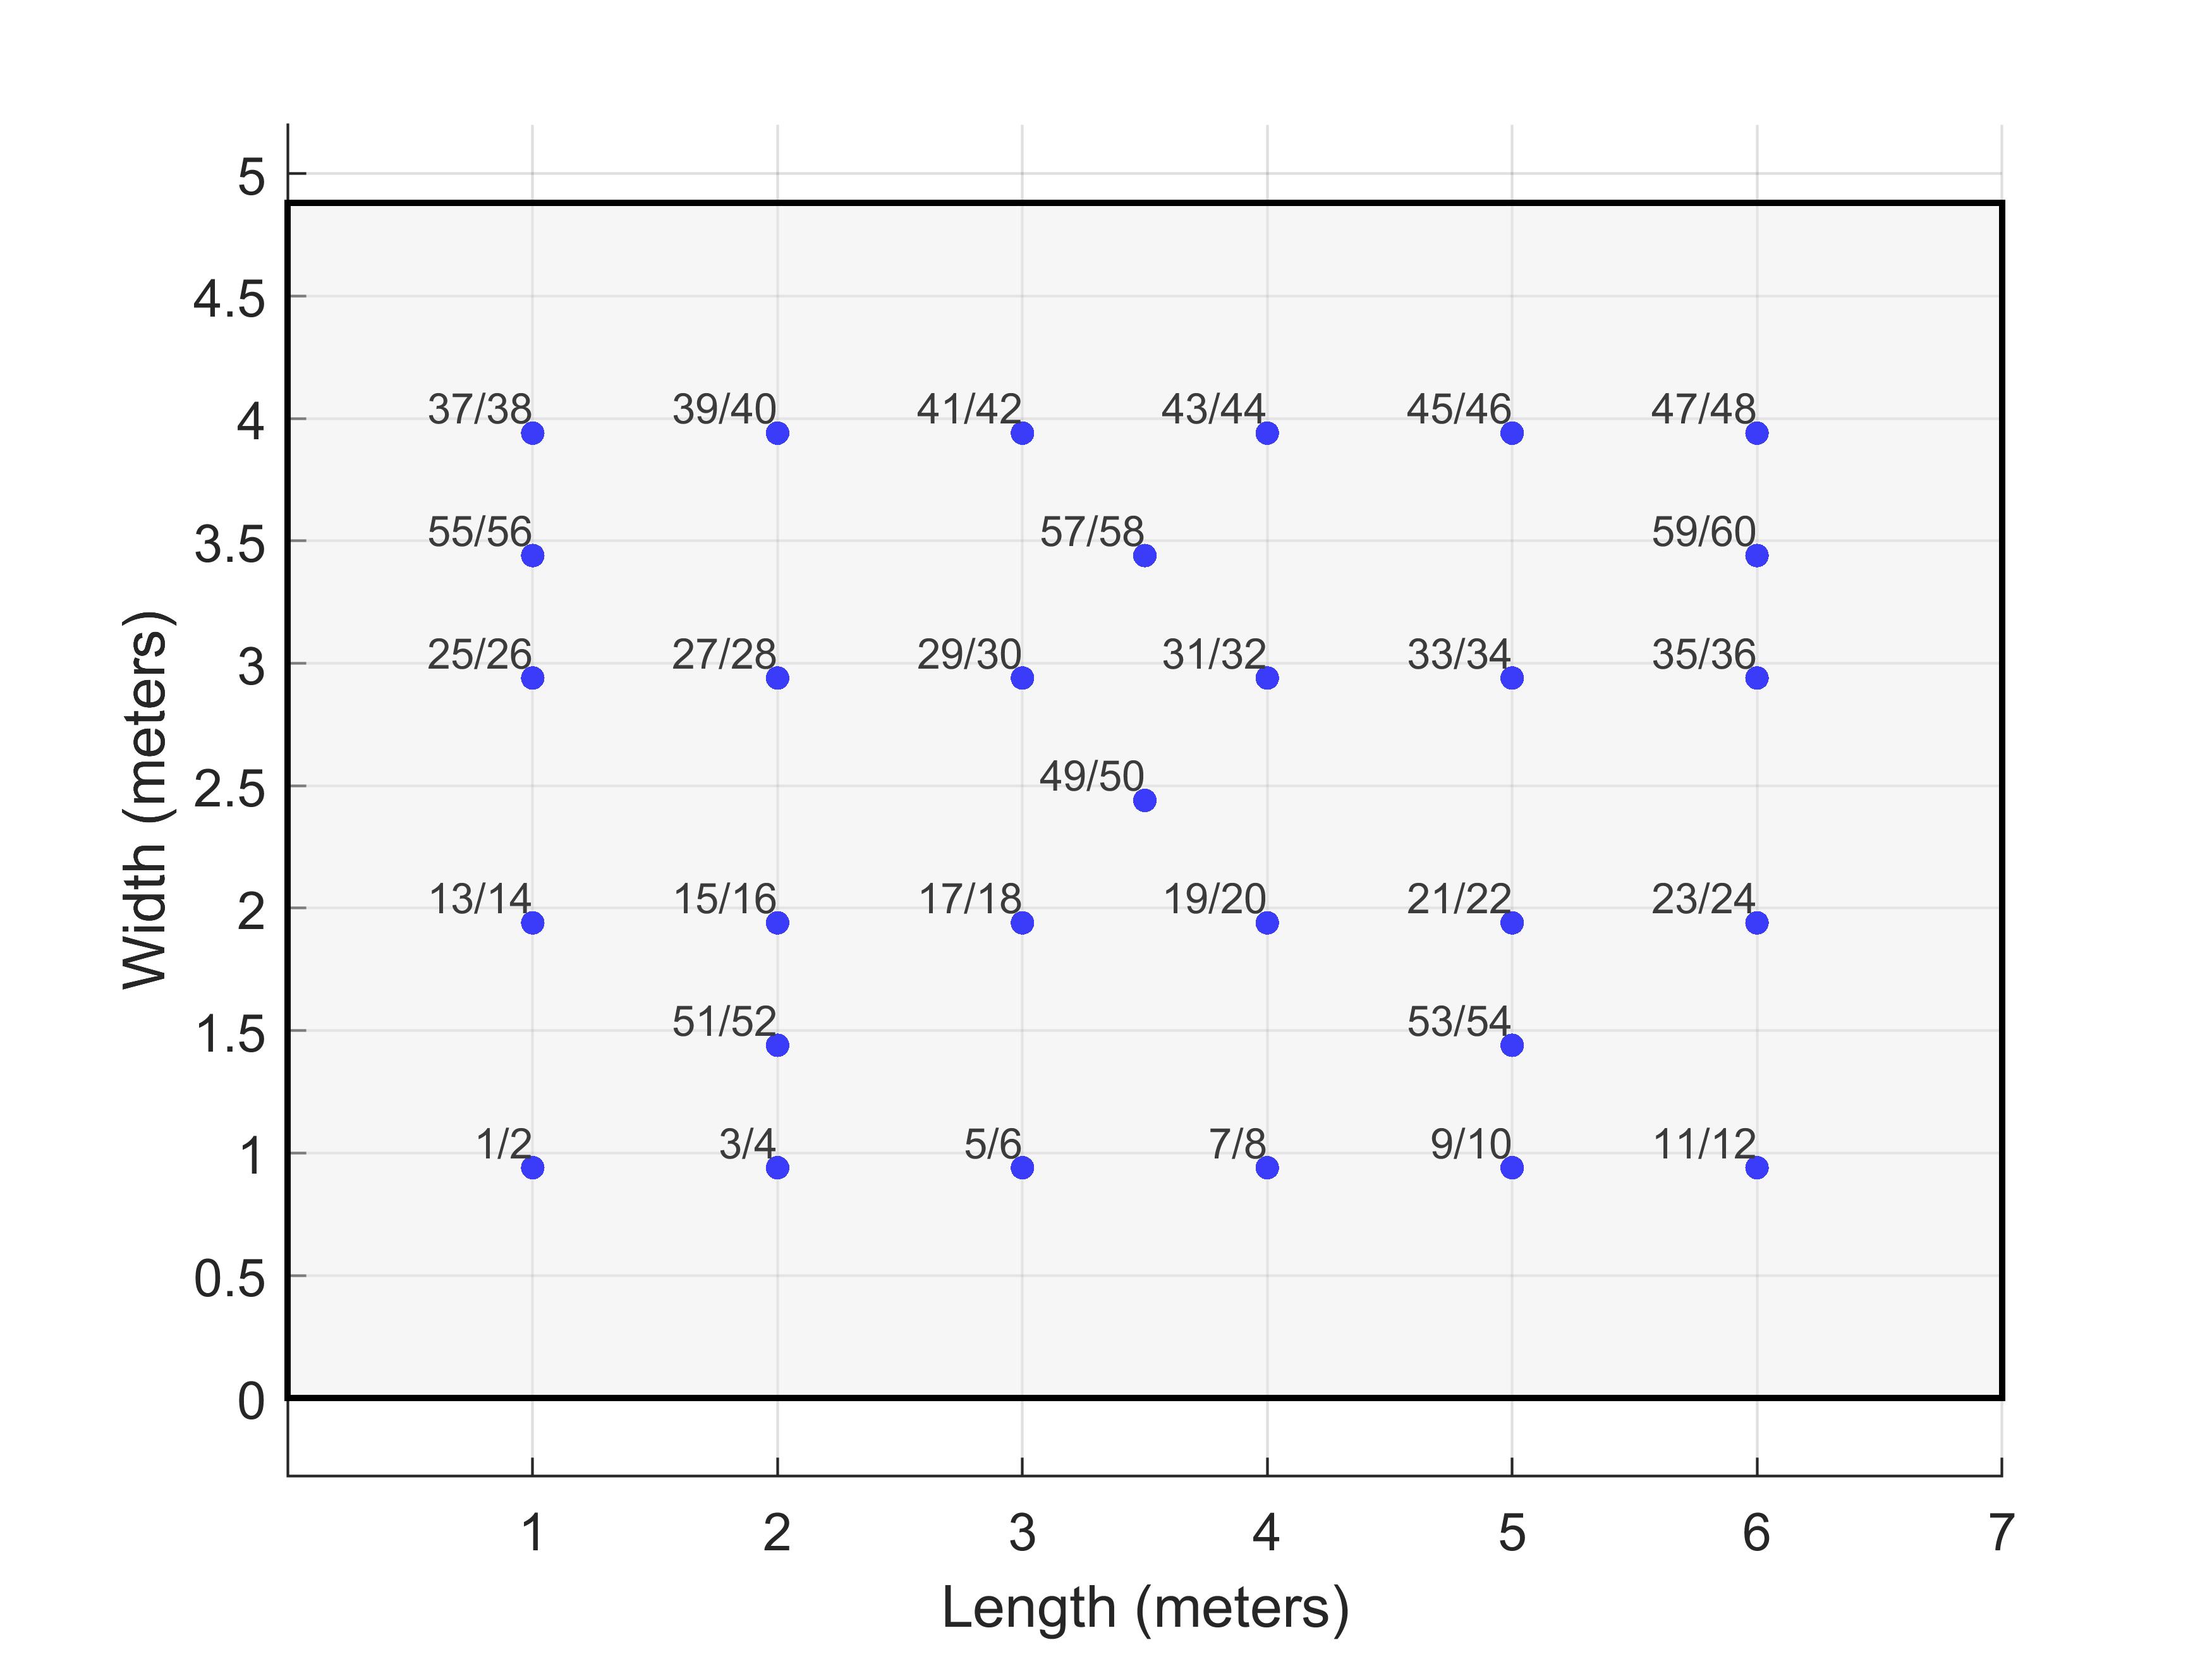 5
4.5
37/38 39/40 41/42 43/44 45/46 47/48
4
55/56 57/58 59/60
3.5
25/26 27/28 29/30 31/32 33/34 35/36
3
49/50
2.5
13/14 15/16 17/18 19/20 21/22 23/24
2
51/52 53/54
1.5
1/2 3/4 5/6 7/8 9/10 11/12
1
0.5
0
Width (meters)
1 2 3 4 5 6 7
Length (meters)